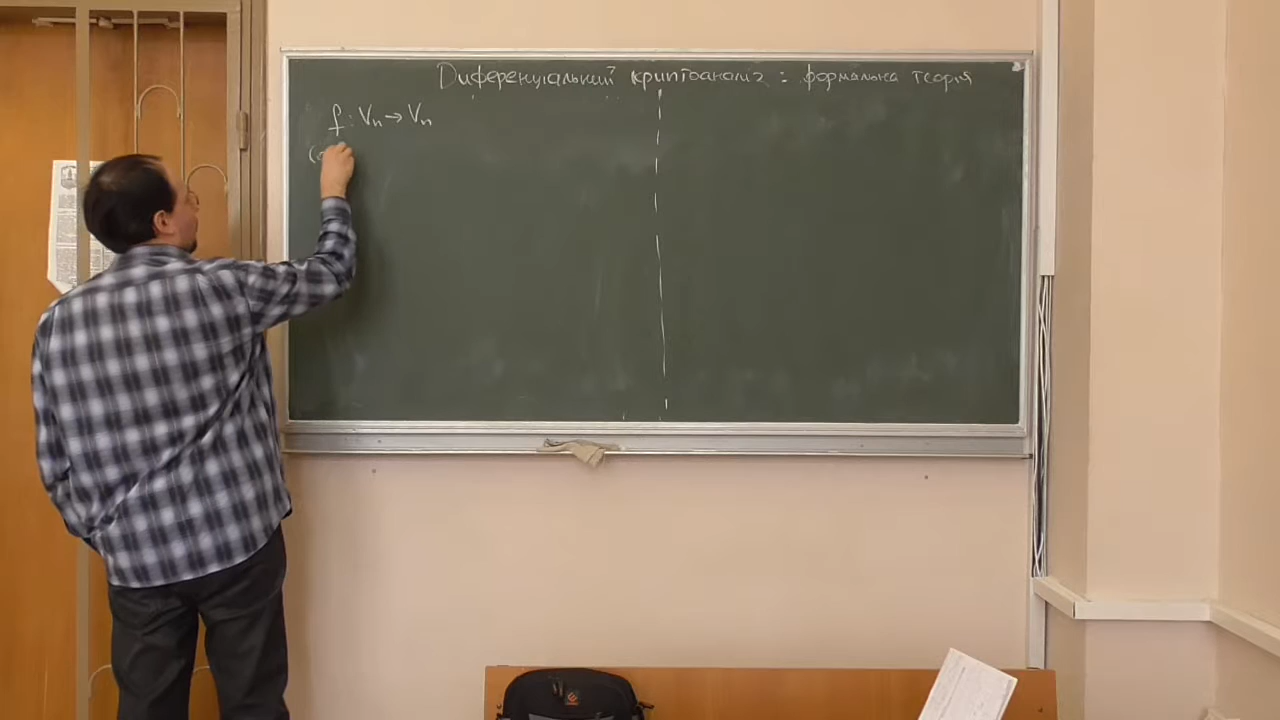 Диференціальний криптоаналіз : формальна теорія
f : Vn → Vn
(